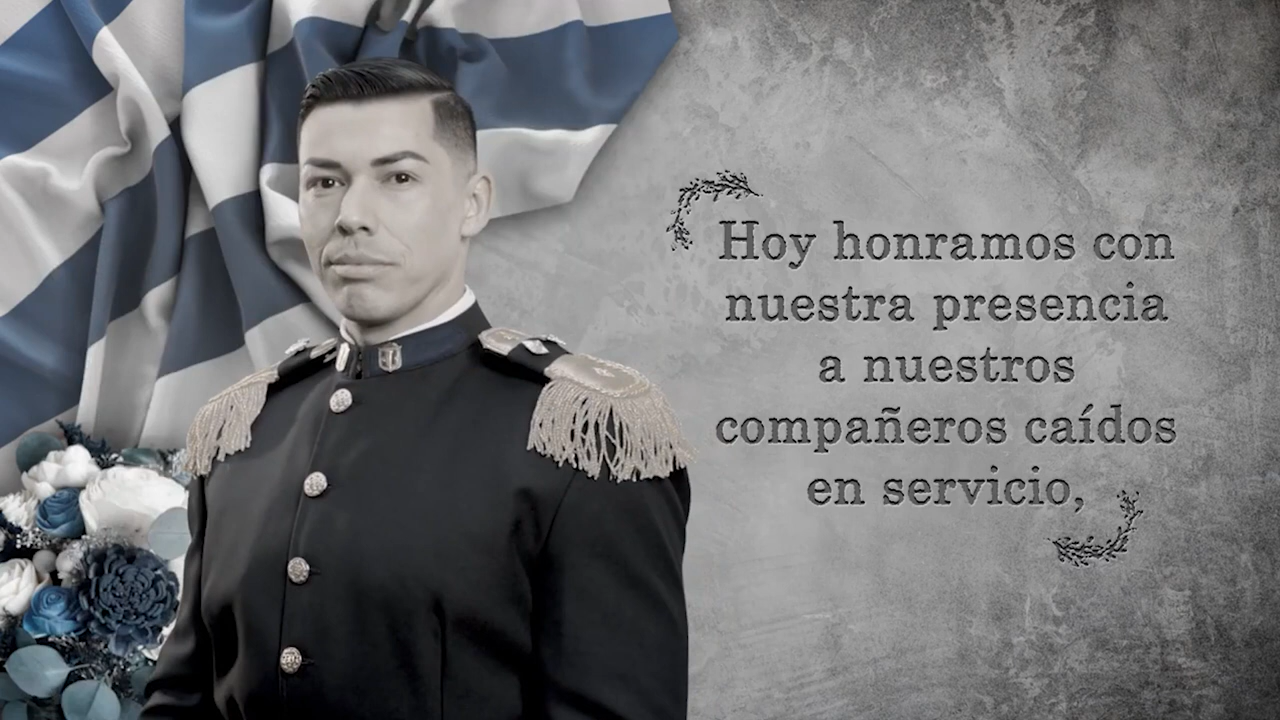 Hoy honramos con
nuestra presencia
a nuestros
compañeros caídos
en servicio,